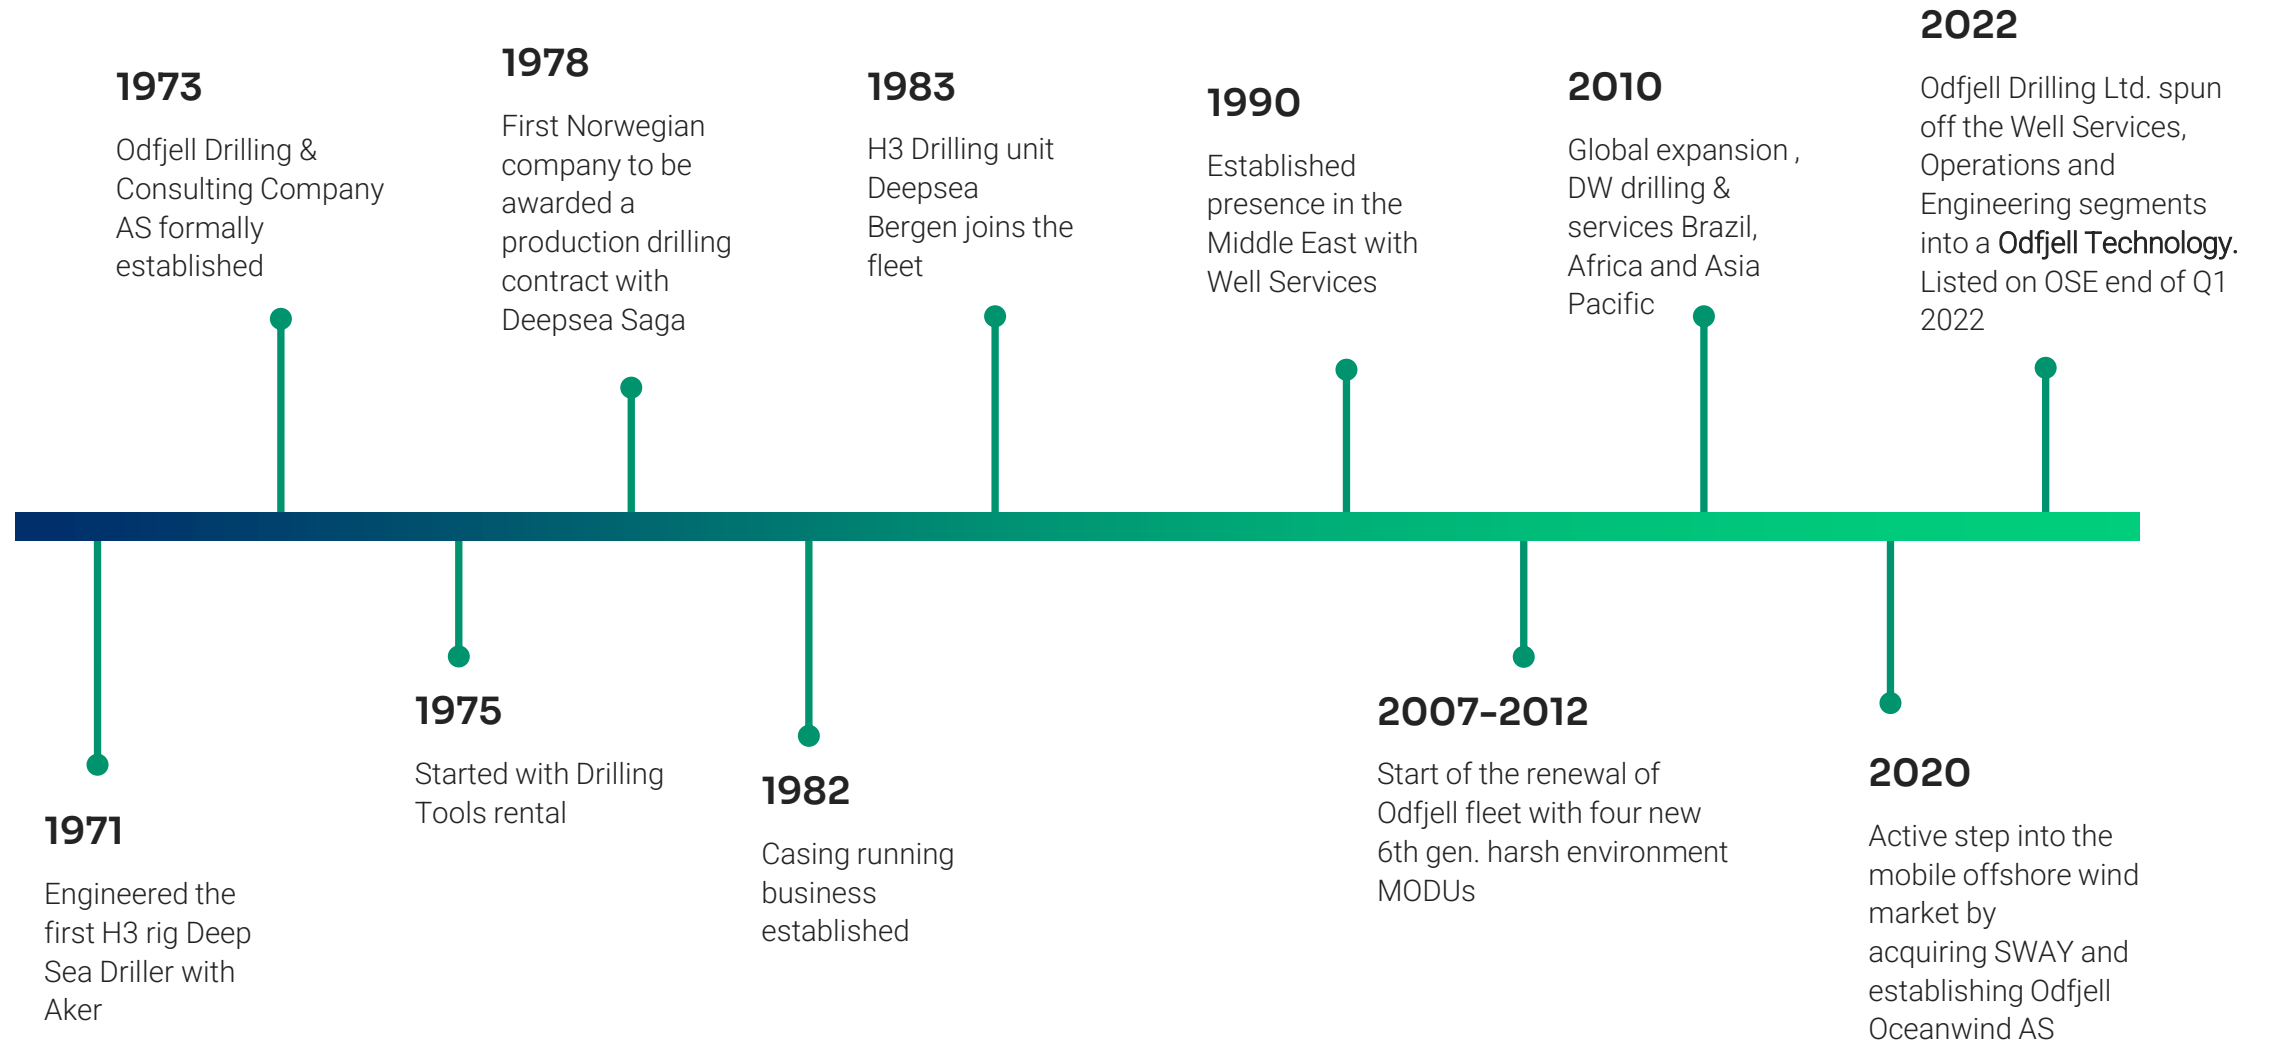 1973
Odfjell Drilling &
Consulting Company
AS formally
established
1978
First Norwegian
company to be
awarded a
production drilling
contract with
Deepsea Saga
1983
H3 Drilling unit
Deepsea
Bergen joins the
fleet
1990
Established
presence in the
Middle East with
Well Services
2010
Global expansion ,
DW drilling &
services Brazil,
Africa and Asia
Pacific
2022
Odfjell Drilling Ltd. spun
off the Well Services,
Operations and
Engineering segments
into a Odfjell Technology.
Listed on OSE end of Q1
2022
1971
Engineered the
first H3 rig Deep
Sea Driller with
Aker
1975
Started with Drilling
Tools rental
1982
Casing running
business
established
2007-2012
Start of the renewal of
Odfjell fleet with four new
6th gen. harsh environment
MODUs
2020
Active step into the
mobile offshore wind
market by
acquiring SWAY and
establishing Odfjell
Oceanwind AS